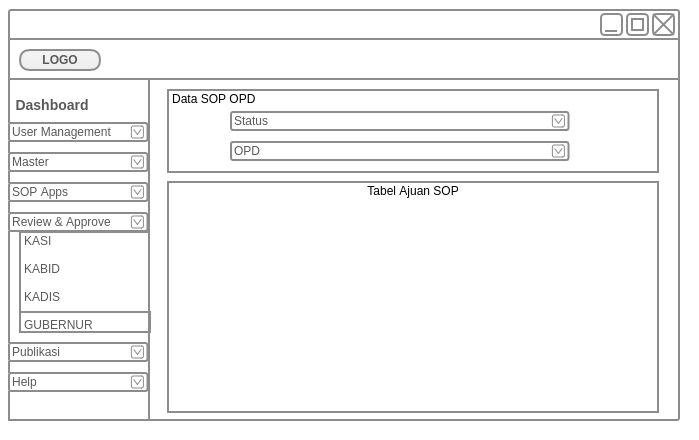 LOGO
Dashboard
User Management
Master
SOP Apps
Review & Approve
KASI
KABID
KADIS
GUBERNUR
Publikasi
Help
Data SOP OPD
Status
OPD
Tabel Ajuan SOP